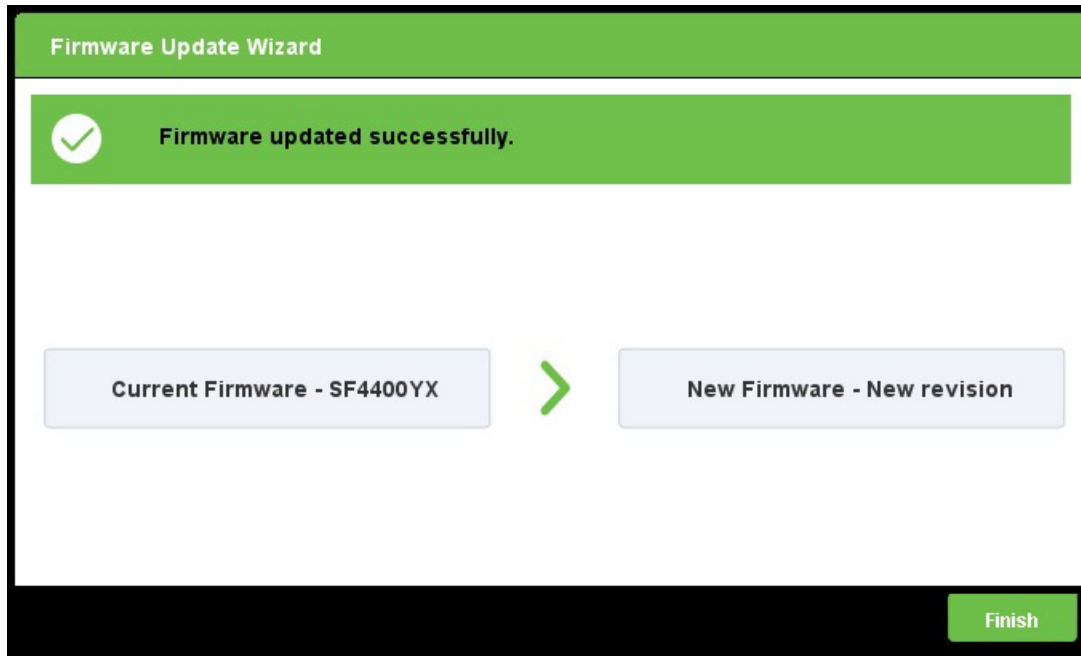 Firmware Update Wizard
Firmware updated successfully.
Current Firmware - SF4400YX
New Firmware - New revision
Finish